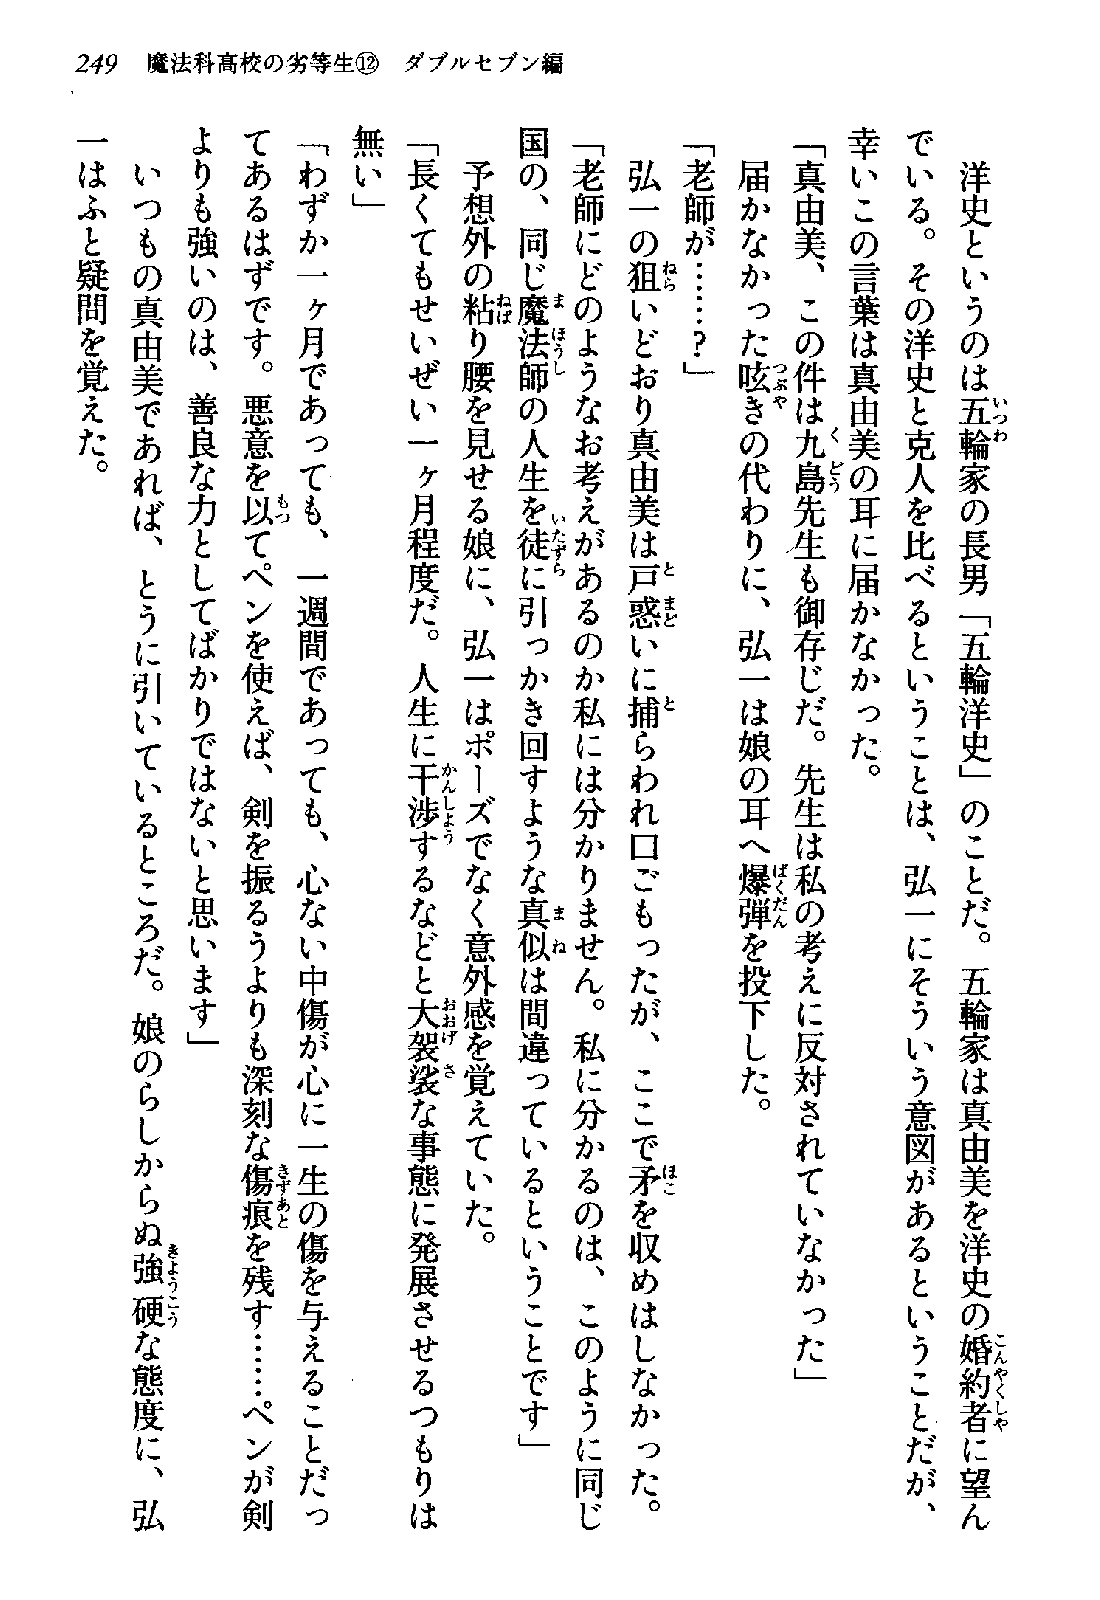 249　魔法科高校の劣等生⑫　ダブルセブン編
　洋史というのは五輪家の長男「五輪洋史」のことだ。五輪家は真由美を洋史の婚約者に望ん
でいる。その洋史と克人を比べるということは、弘一にそういう意図があるということだが、
幸いこの言葉は真由美の耳に届かなかった。
「真由美、この件は九島先生も御存じだ。先生は私の考えに反対されていなかった」
　届かなかった呟きの代わりに、弘一は娘の耳へ爆弾を投下した。
「老師が……？」
　弘一の狙いどおり真由美は戸惑いに捕らわれ口ごもったが、ここで矛を収めはしなかった。
「老師にどのようなお考えがあるのか私には分かりません。私に分かるのは、このように同じ
国の、同じ魔法師の人生を徒に引っかき回すような真似は間違っているということです」
　予想外の粘り腰を見せる娘に、弘一はポーズでなく意外感を覚えていた。
「長くてもせいぜい一ヶ月程度だ。人生に干渉するなどと大袈裟な事態に発展させるつもりは
無い」
「わずか一ヶ月であっても、一週間であっても、心ない中傷が心に一生の傷を与えることだっ
てあるはずです。悪意を以てペンを使えば、剣を振るうよりも深刻な傷痕を残す……ペンが剣
よりも強いのは、善良な力としてばかりではないと思います」
　いつもの真由美であれば、とうに引いているところだ。娘のらしからぬ強硬な態度に、弘
一はふと疑問を覚えた。